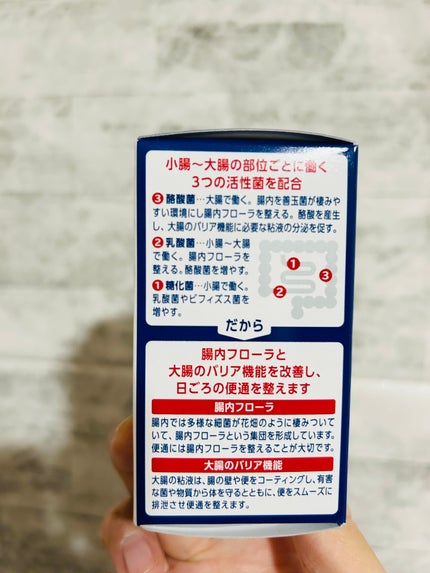 小腸～大腸の部位ごとに働く
3つの活性菌を配合
❸酪酸菌…大腸で働く。腸内を善玉菌が棲みや
すい環境にし腸内フローラを整える。酪酸を産生
し、大腸のバリア機能に必要な粘液の分泌を促す。
❷乳酸菌…小腸～大腸
で働く。腸内フローラを
整える。酪酸菌を増やす。
❶糖化菌…小腸で働く。
乳酸菌やビフィズス菌を
増やす。
❶
❸
❷
だから
腸内フローラと
大腸のバリア機能を改善し、
日ごろの便通を整えます
腸内フローラ
腸内では多様な細菌が花畑のように棲みつい
ていて、腸内フローラという集団を形成しています。
便通には腸内フローラを整えることが大切です。
大腸のバリア機能
大腸の粘液は、腸の壁や便をコーティングし、有害
な菌や物質から体を守るとともに、便をスムーズに
排泄させ便通を整えます。